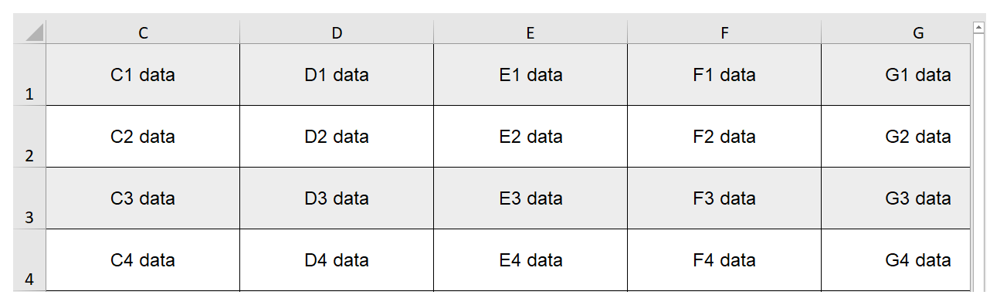 C D E F G
1 C1 data D1 data E1 data F1 data G1 data
2 C2 data D2 data E2 data F2 data G2 data
3 C3 data D3 data E3 data F3 data G3 data
4 C4 data D4 data E4 data F4 data G4 data